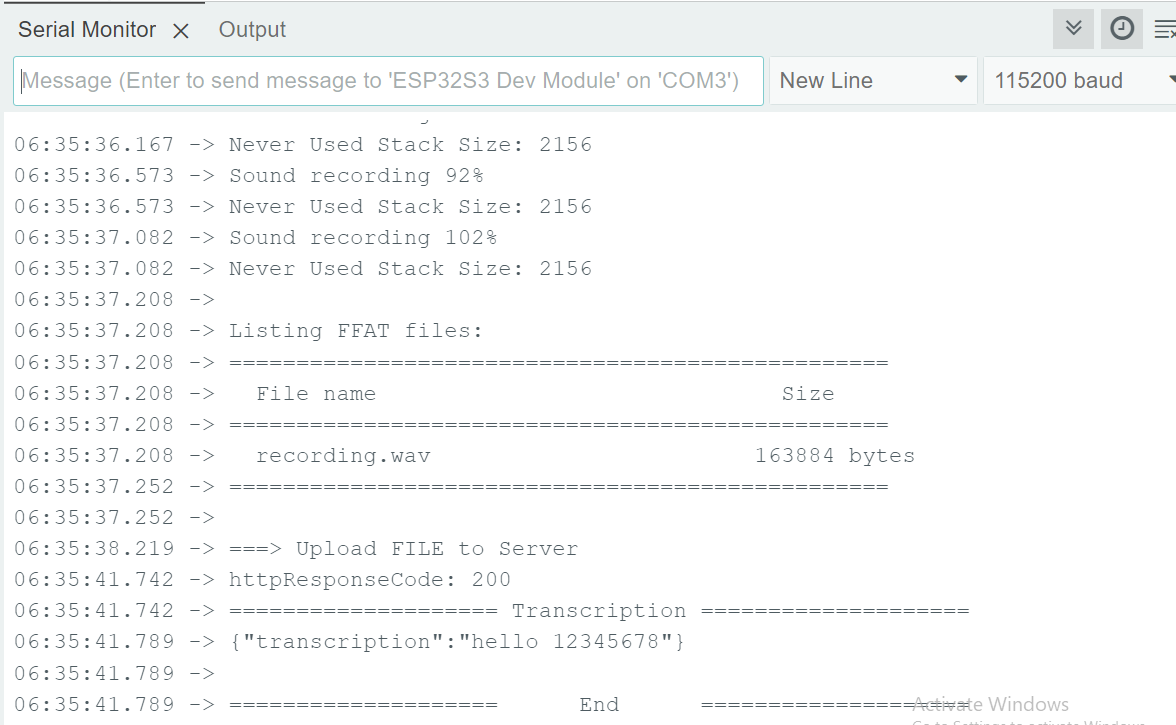 Serial Monitor × Output
Message (Enter to send message to 'ESP32S3 Dev Module' on 'COM3')
New Line
115200 baud
06:35:36.167 -> Never Used Stack Size: 2156
06:35:36.573 -> Sound recording 92%
06:35:36.573 -> Never Used Stack Size: 2156
06:35:37.082 -> Sound recording 102%
06:35:37.082 -> Never Used Stack Size: 2156
06:35:37.208 ->
06:35:37.208 -> Listing FFAT files:
06:35:37.208 -> =================================================
06:35:37.208 ->   File name                              Size
06:35:37.208 -> =================================================
06:35:37.208 ->   recording.wav                        163884 bytes
06:35:37.252 -> =================================================
06:35:37.252 ->
06:35:38.219 -> ===> Upload FILE to Server
06:35:41.742 -> httpResponseCode: 200
06:35:41.742 -> ==================== Transcription ====================
06:35:41.789 -> {"transcription":"hello 12345678"}
06:35:41.789 ->
06:35:41.789 -> ====================      End      ====================
Activate Windows